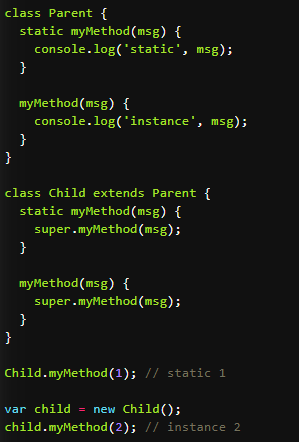 class Parent {
  static myMethod(msg) {
    console.log('static', msg);
  }

  myMethod(msg) {
    console.log('instance', msg);
  }
}

class Child extends Parent {
  static myMethod(msg) {
    super.myMethod(msg);
  }

  myMethod(msg) {
    super.myMethod(msg);
  }
}

Child.myMethod(1); // static 1

var child = new Child();
child.myMethod(2); // instance 2